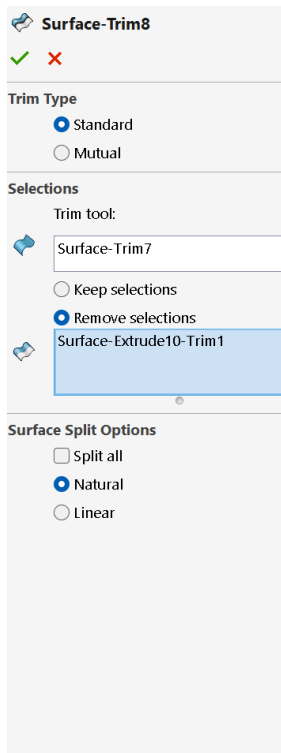 Surface-Trim8
Trim Type
Standard
Mutual
Selections
Trim tool:
Surface-Trim7
Keep selections
Remove selections
Surface-Extrude10-Trim1
Surface Split Options
Split all
Natural
Linear